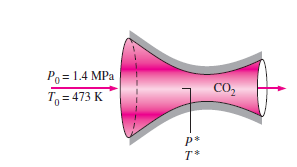 P₀ = 1.4 MPa
T₀ = 473 K
CO₂
P*
T*